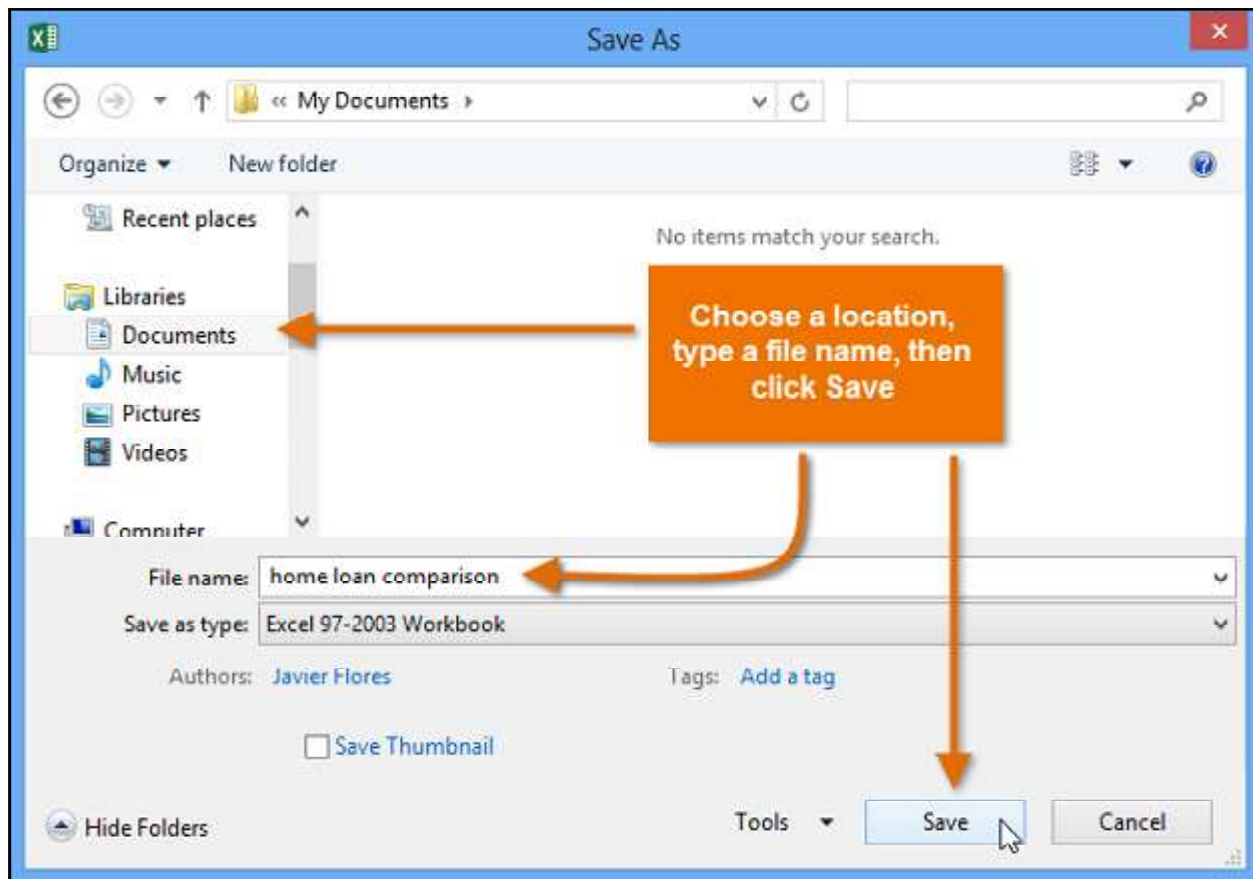 Save As
« My Documents
Organize
New folder
Recent places
No items match your search.
Libraries
Documents
Music
Pictures
Videos
Computer
Choose a location,
type a file name, then
click Save
File name: home loan comparison
Save as type: Excel 97-2003 Workbook
Authors: Javier Flores
Tags: Add a tag
Save Thumbnail
Hide Folders
Tools
Save
Cancel